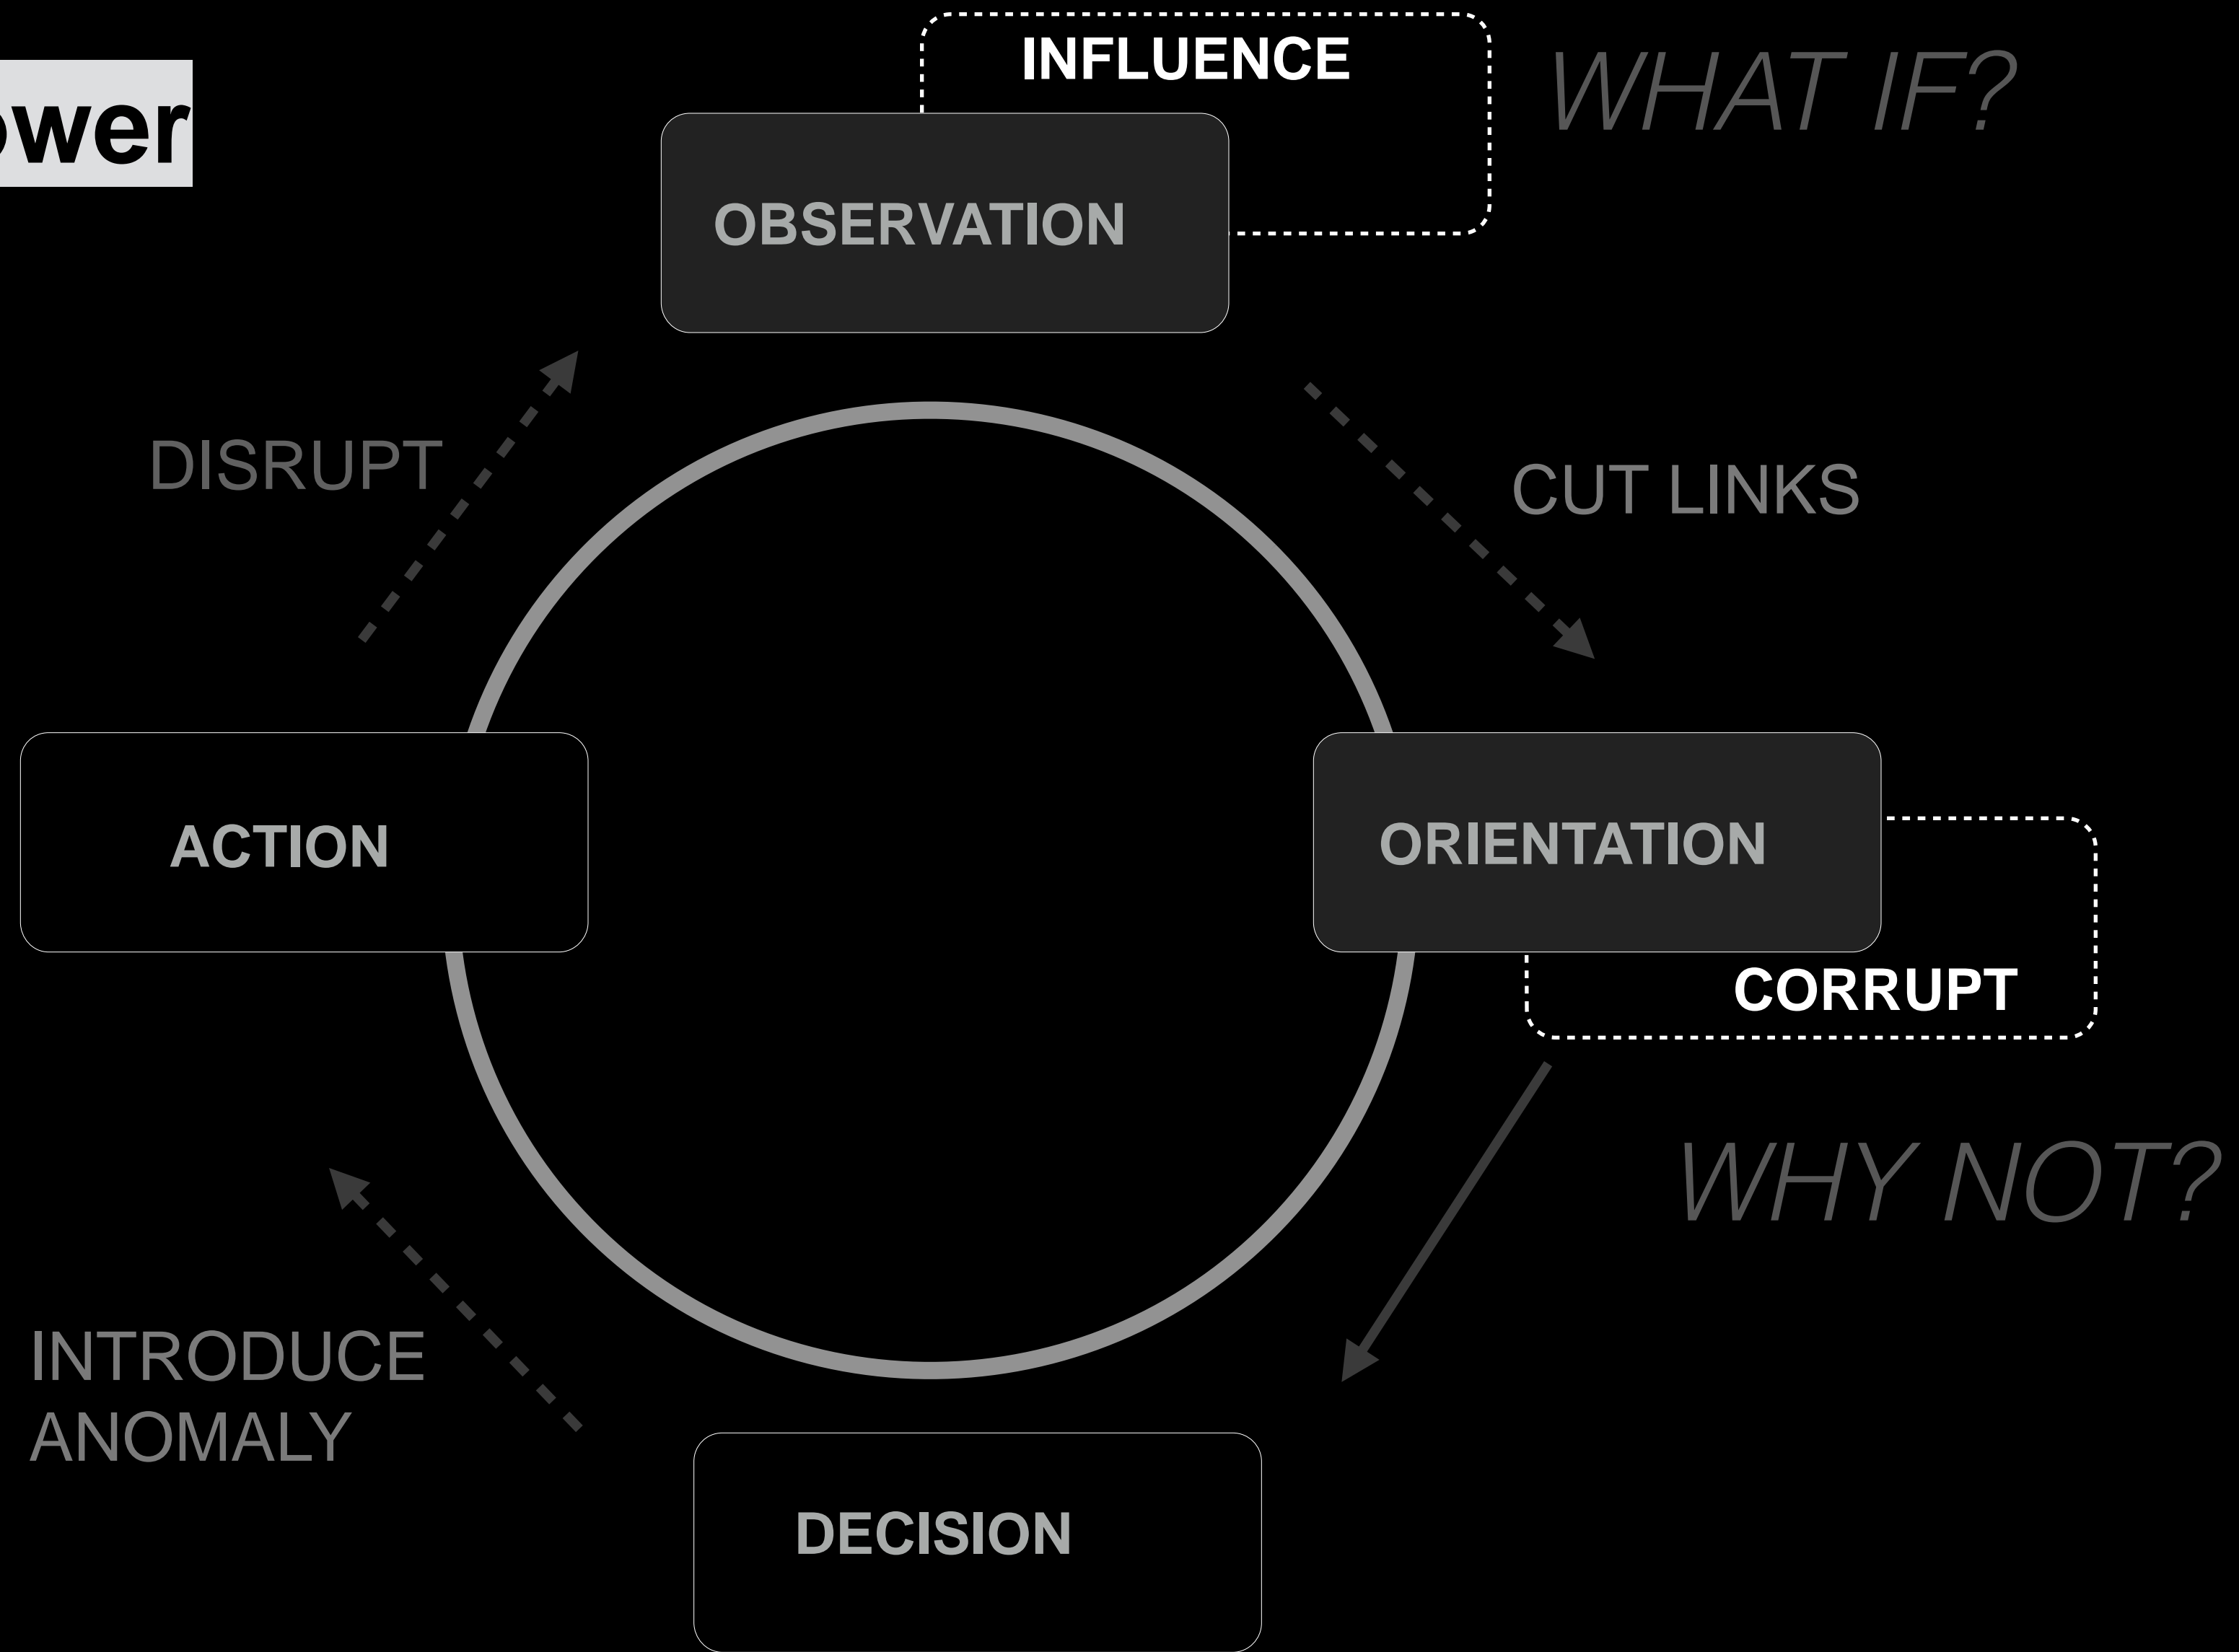 INFLUENCE
WHAT IF?
wer
OBSERVATION
DISRUPT
CUT LINKS
ACTION
ORIENTATION
CORRUPT
WHY NOT?
INTRODUCE
ANOMALY
DECISION